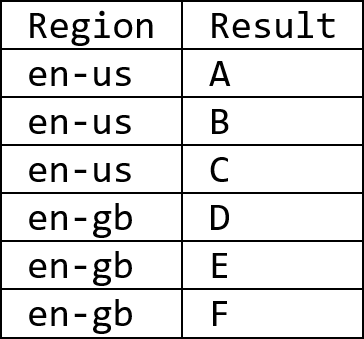 Region Result
en-us A
en-us B
en-us C
en-gb D
en-gb E
en-gb F